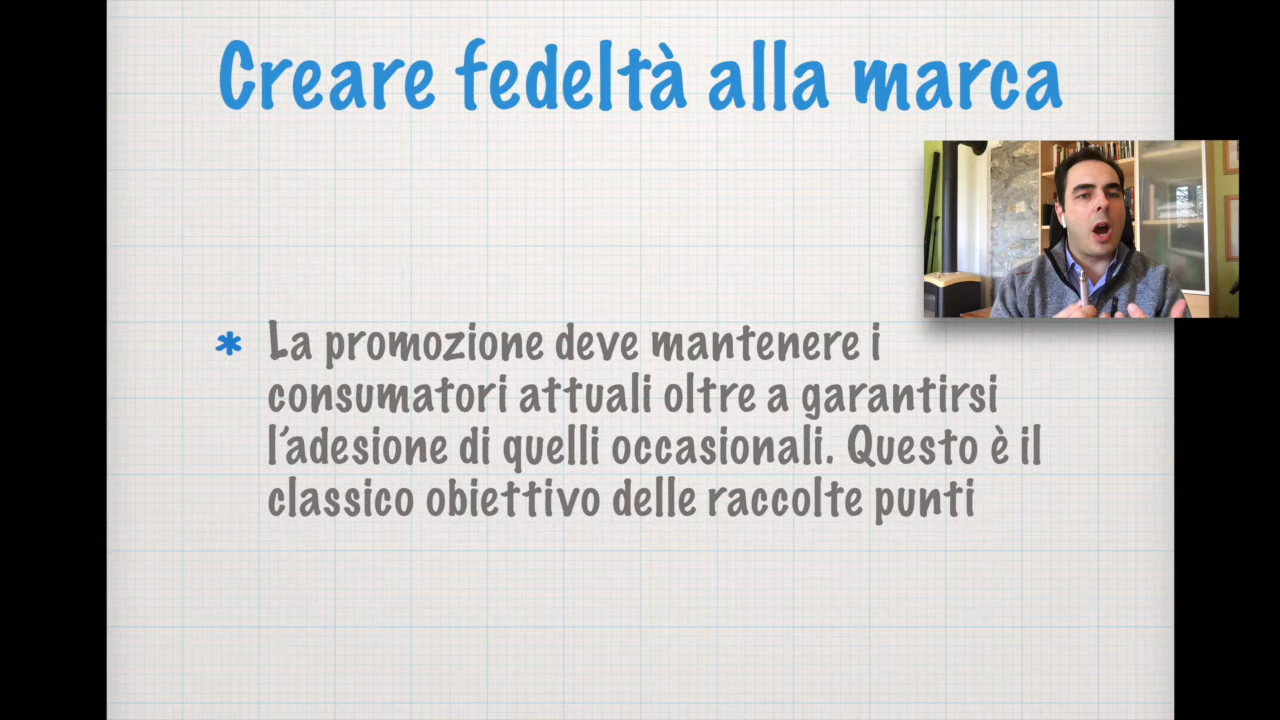 Creare fedeltà alla marca
* La promozione deve mantenere i
consumatori attuali oltre a garantirsi
l'adesione di quelli occasionali. Questo è il
classico obiettivo delle raccolte punti